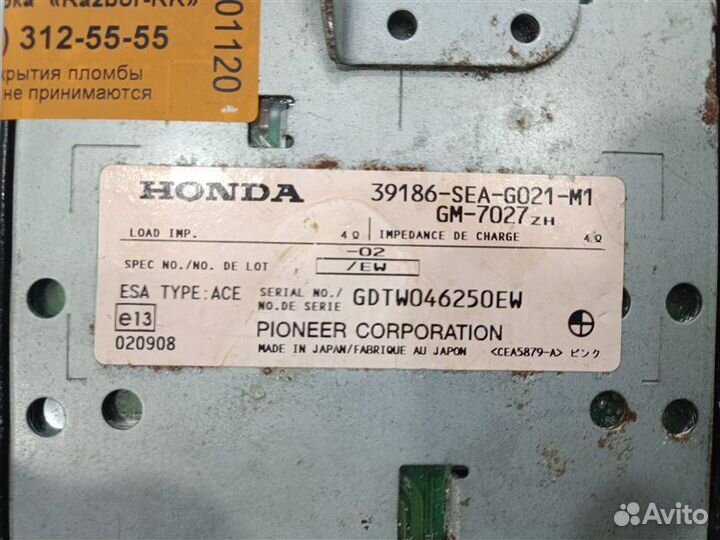 «Razbor-KK»
) 312-55-55
крытия пломбы
не принимаются
01120
HONDA 39186-SEA-G021-M1
GM-7027ZH
LOAD IMP. 4Ω IMPEDANCE DE CHARGE 4Ω
SPEC NO./NO. DE LOT -02
/EW
ESA TYPE:ACE SERIAL NO./
NO.DE SERIE GDTW046250EW
e13
020908
PIONEER CORPORATION
MADE IN JAPAN/FABRIQUE AU JAPON <CEA5879-A> ピンク
Avito